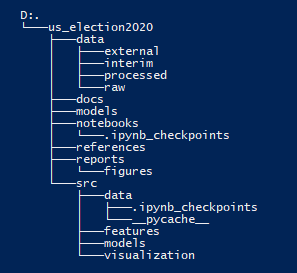 D:.
└───us_election2020
    ├───data
    │   ├───external
    │   ├───interim
    │   ├───processed
    │   └───raw
    ├───docs
    ├───models
    ├───notebooks
    │   └───.ipynb_checkpoints
    ├───references
    ├───reports
    │   └───figures
    └───src
        ├───data
        │   ├───.ipynb_checkpoints
        │   └───__pycache__
        ├───features
        ├───models
        └───visualization